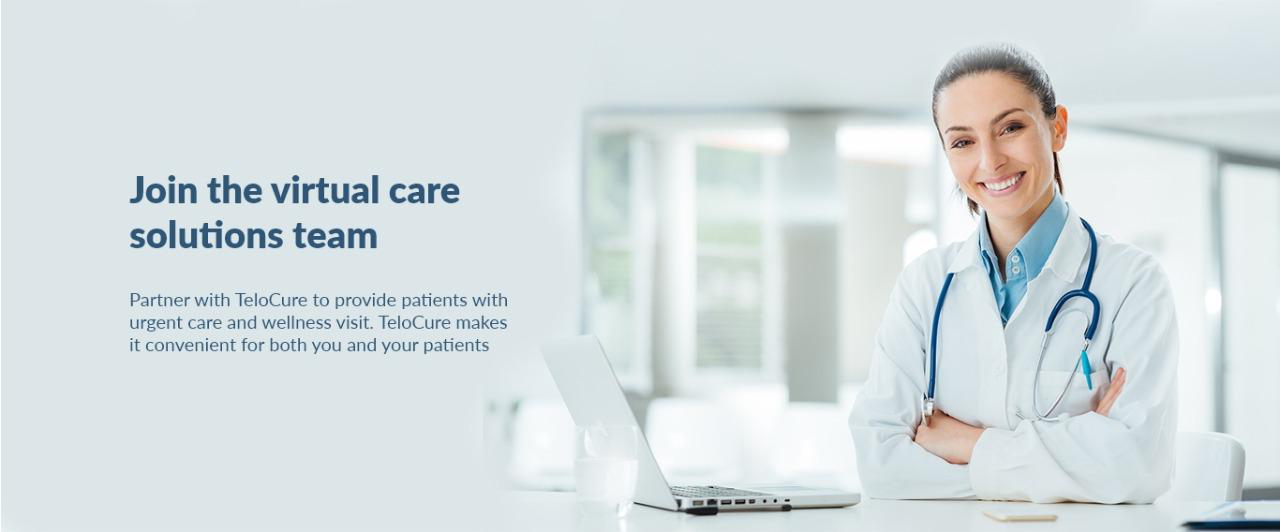 Join the virtual care
solutions team
Partner with TeloCure to provide patients with
urgent care and wellness visit. TeloCure makes
it convenient for both you and your patients